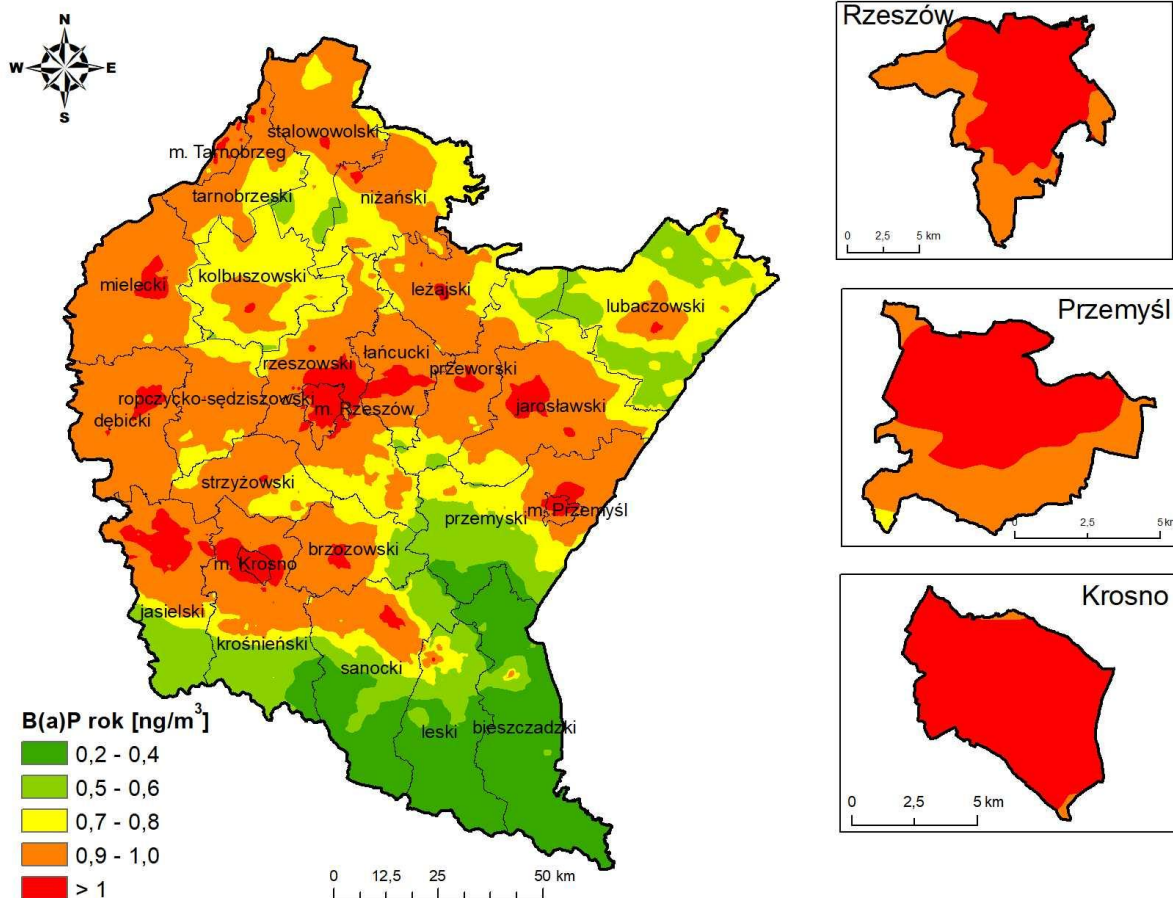 N
W E
S
stalowowolski
m. Tarnobrzeg
tarnobrzeski
niżański
mielecki
kolbuszowski
leżajski
lubaczowski
rzeszowski
łańcucki
przeworski
ropczycko-sędziszowski
m. Rzeszów
jarosławski
dębicki
strzyżowski
przemyski
m. Przemyśl
brzozowski
m. Krosno
jasielski
krośnieński
sanocki
leski
bieszczadzki
B(a)P rok [ng/m³]
0,2 - 0,4
0,5 - 0,6
0,7 - 0,8
0,9 - 1,0
> 1
0 12,5 25 50 km
Rzeszów
0 2,5 5 km
Przemyśl
0 2,5 5 km
Krosno
0 2,5 5 km